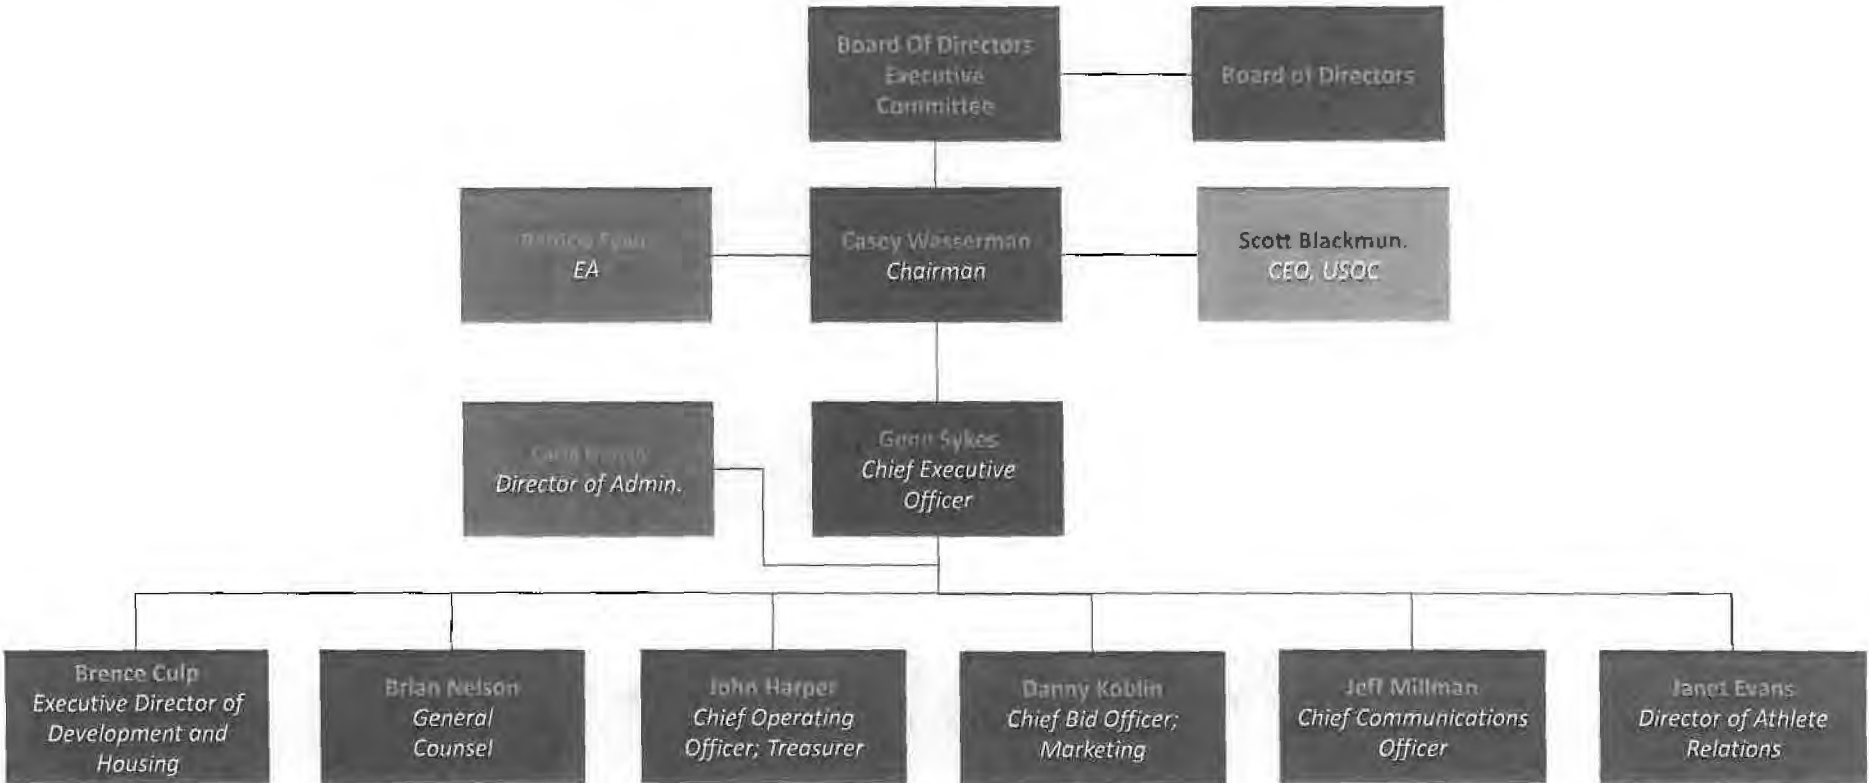 Board Of Directors
Executive
Committee
Board of Directors
EA
Casey Wasserman
Chairman
Scott Blackmun.
CEO, USOC
Director of Admin.
Gene Sykes
Chief Executive
Officer
Brence Culp
Executive Director of
Development and
Housing
Brian Nelson
General
Counsel
John Harper
Chief Operating
Officer; Treasurer
Danny Koblin
Chief Bid Officer;
Marketing
Jeff Millman
Chief Communications
Officer
Janet Evans
Director of Athlete
Relations